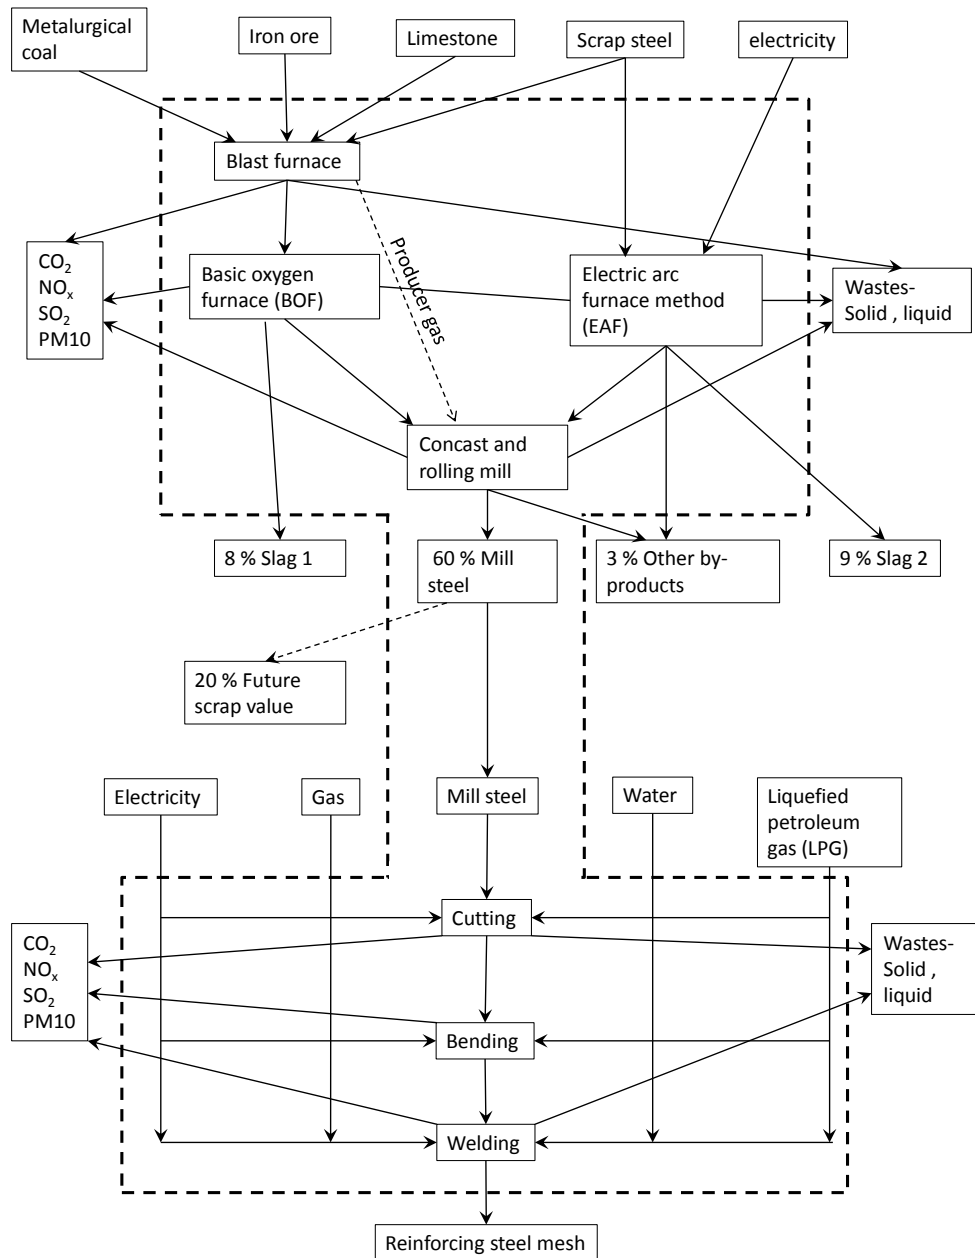 Metalurgical
coal
Iron ore
Limestone
Scrap steel
electricity
Blast furnace
Producer gas
CO₂
NOₓ
SO₂
PM10
Basic oxygen
furnace (BOF)
Electric arc
furnace method
(EAF)
Wastes-
Solid , liquid
Concast and
rolling mill
8 % Slag 1
60 % Mill
steel
3 % Other by-
products
9 % Slag 2
20 % Future
scrap value
Electricity
Gas
Mill steel
Water
Liquefied
petroleum
gas (LPG)
Cutting
CO₂
NOₓ
SO₂
PM10
Wastes-
Solid ,
liquid
Bending
Welding
Reinforcing steel mesh